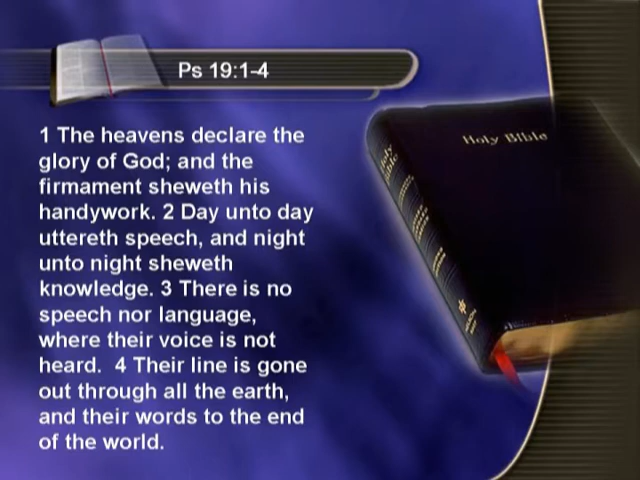 Ps 19:1-4
1 The heavens declare the
glory of God; and the
firmament sheweth his
handywork. 2 Day unto day
uttereth speech, and night
unto night sheweth
knowledge. 3 There is no
speech nor language,
where their voice is not
heard.  4 Their line is gone
out through all the earth,
and their words to the end
of the world.
Holy Bible
Holy
Bible